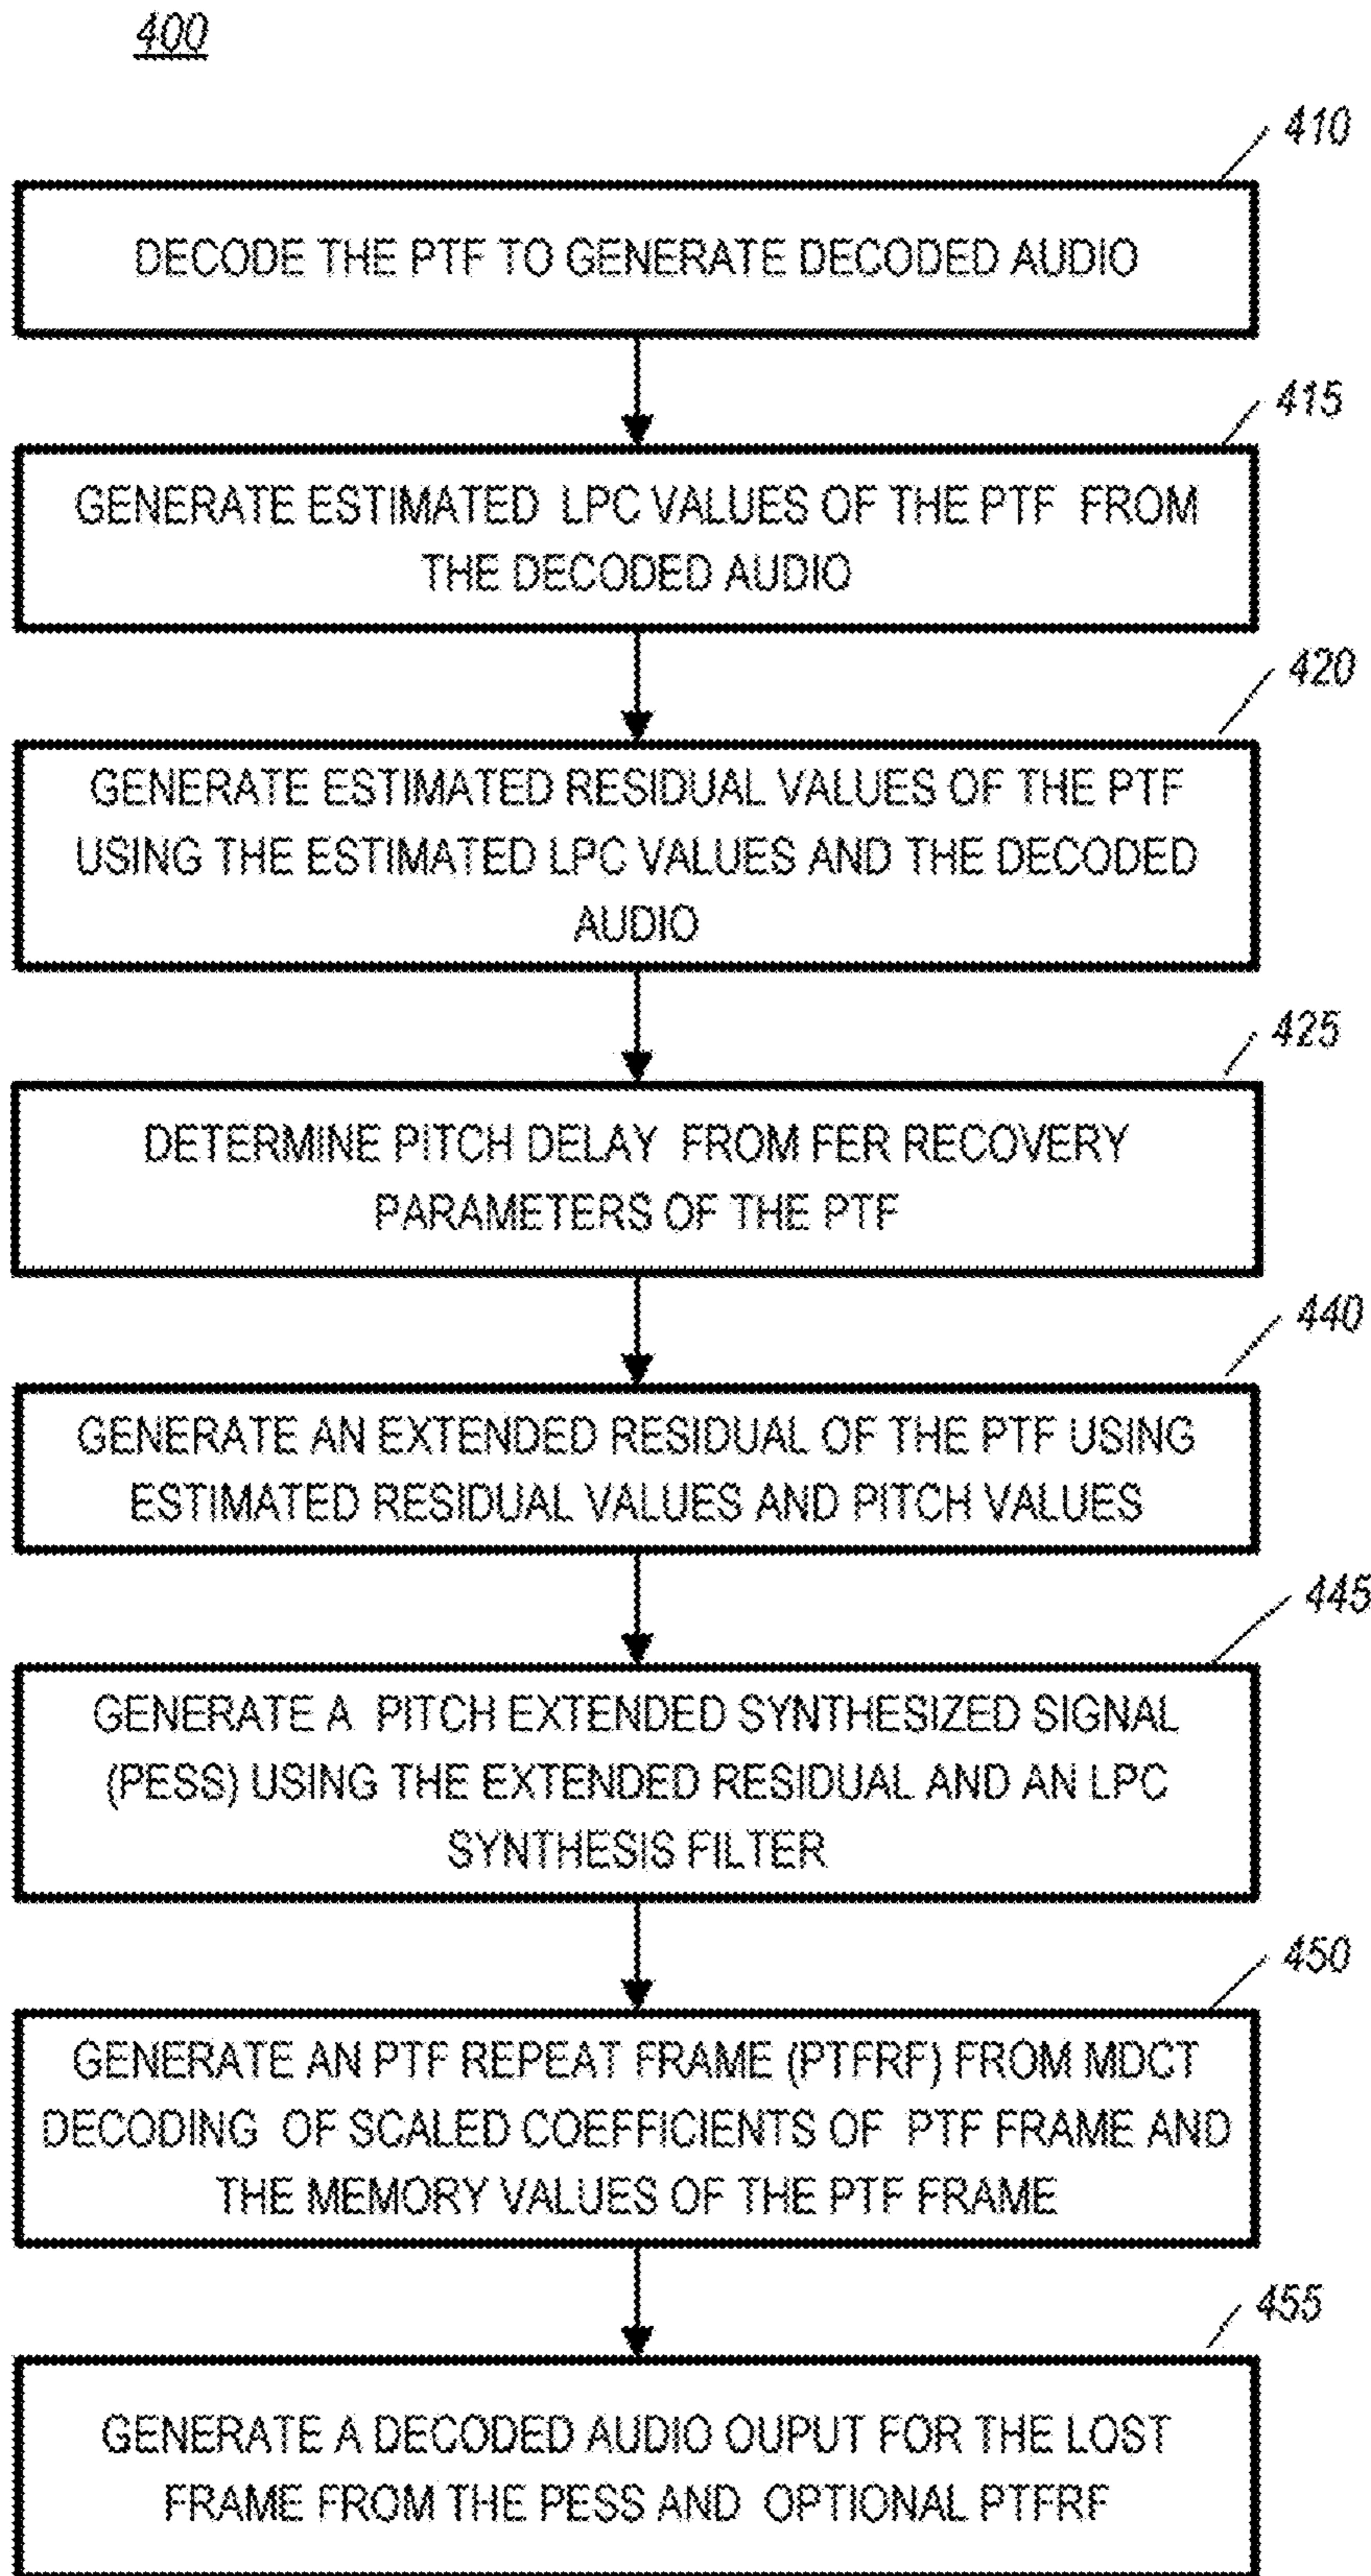 400
410
DECODE THE PTF TO GENERATE DECODED AUDIO
415
GENERATE ESTIMATED LPC VALUES OF THE PTF FROM
THE DECODED AUDIO
420
GENERATE ESTIMATED RESIDUAL VALUES OF THE PTF
USING THE ESTIMATED LPC VALUES AND THE DECODED
AUDIO
425
DETERMINE PITCH DELAY FROM FER RECOVERY
PARAMETERS OF THE PTF
440
GENERATE AN EXTENDED RESIDUAL OF THE PTF USING
ESTIMATED RESIDUAL VALUES AND PITCH VALUES
445
GENERATE A PITCH EXTENDED SYNTHESIZED SIGNAL
(PESS) USING THE EXTENDED RESIDUAL AND AN LPC
SYNTHESIS FILTER
450
GENERATE AN PTF REPEAT FRAME (PTFRF) FROM MDCT
DECODING OF SCALED COEFFICIENTS OF PTF FRAME AND
THE MEMORY VALUES OF THE PTF FRAME
455
GENERATE A DECODED AUDIO OUPUT FOR THE LOST
FRAME FROM THE PESS AND OPTIONAL PTFRF